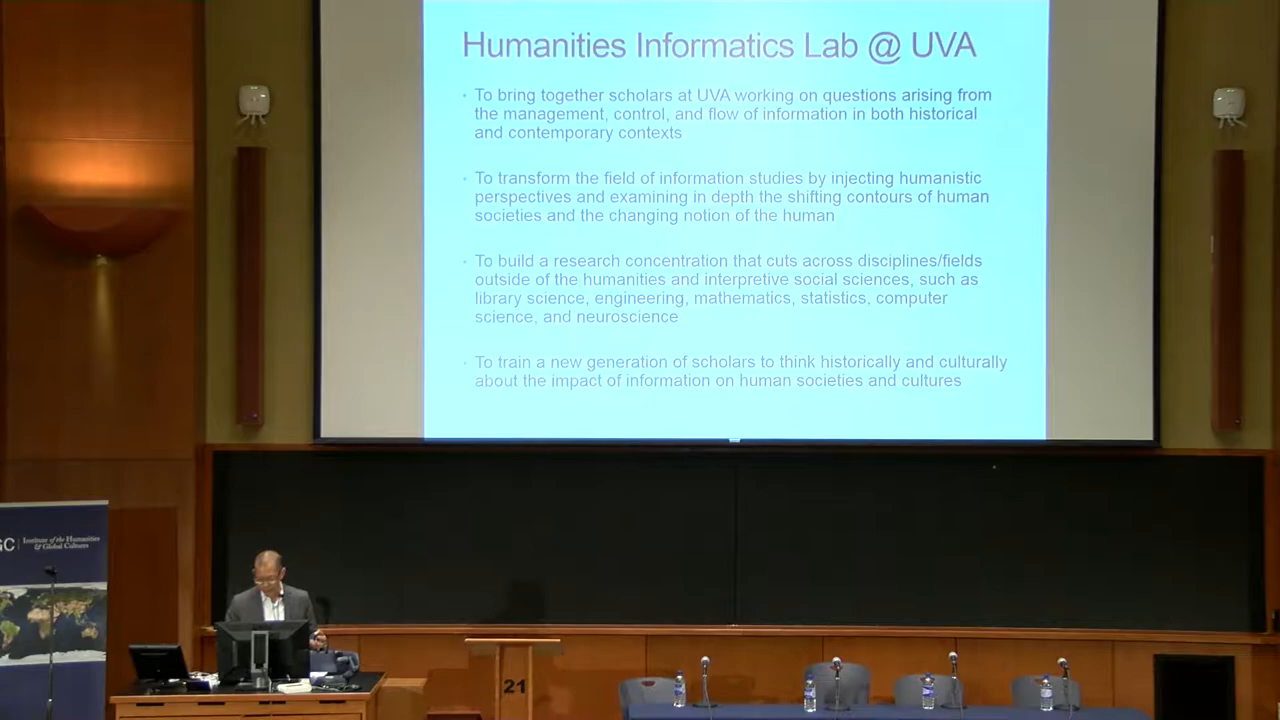 Humanities Informatics Lab @ UVA
· To bring together scholars at UVA working on questions arising from
the management, control, and flow of information in both historical
and contemporary contexts
· To transform the field of information studies by injecting humanistic
perspectives and examining in depth the shifting contours of human
societies and the changing notion of the human
· To build a research concentration that cuts across disciplines/fields
outside of the humanities and interpretive social sciences, such as
library science, engineering, mathematics, statistics, computer
science, and neuroscience
· To train a new generation of scholars to think historically and culturally
about the impact of information on human societies and cultures
GC | Institute of the Humanities
& Global Cultures
21